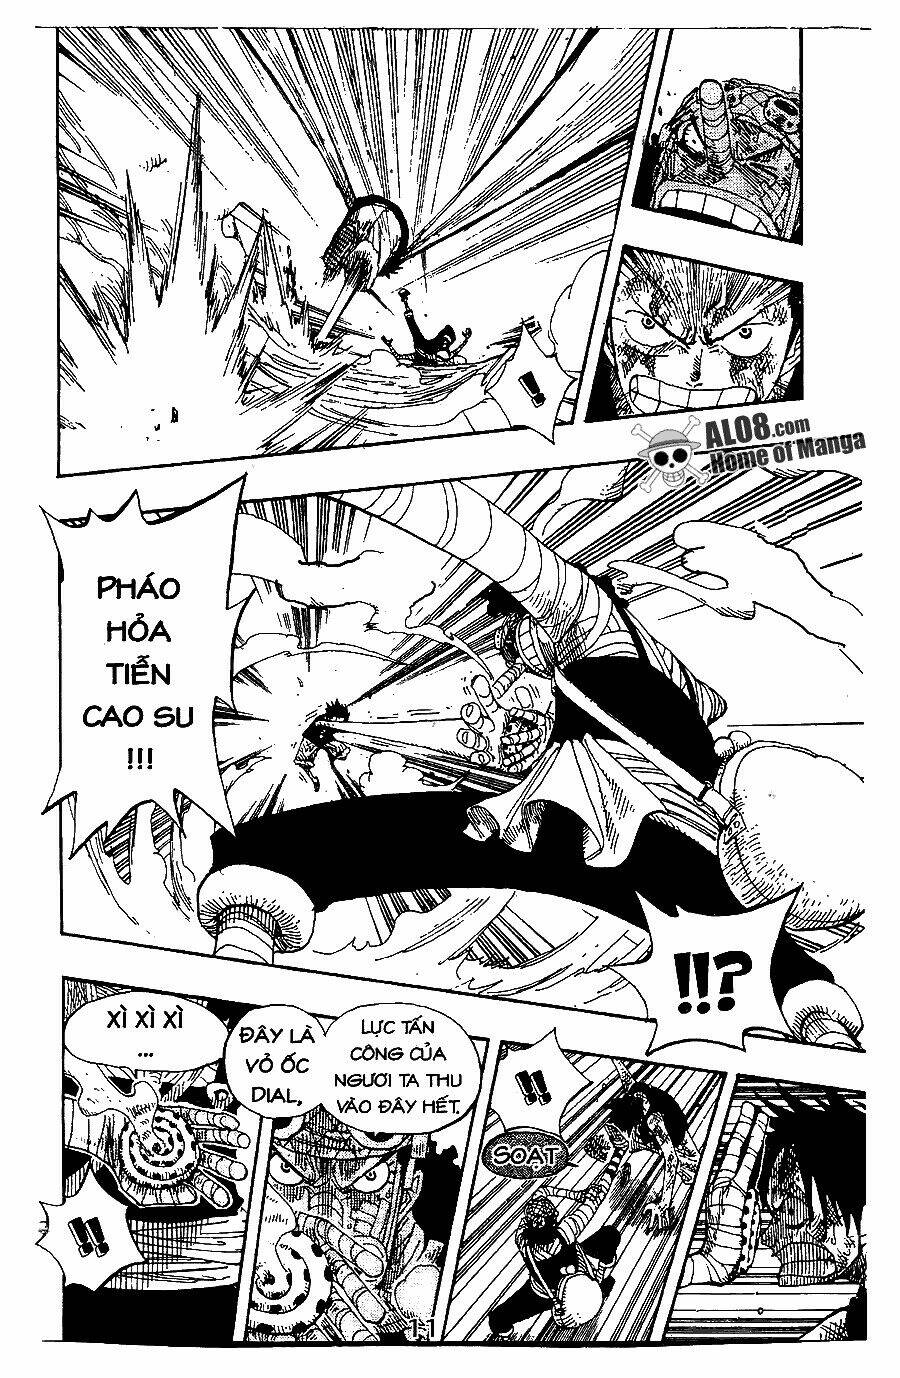 !!
AL08.com
Home of Manga
PHÁO
HỎA
TIỄN
CAO SU
!!!
!!?
XÌ XÌ XÌ
...
ĐÂY LÀ
VỎ ỐC
DIAL,
LỰC TẤN
CÔNG CỦA
NGƯƠI TA THU
VÀO ĐÂY HẾT.
!!
!!
SOẠT
11